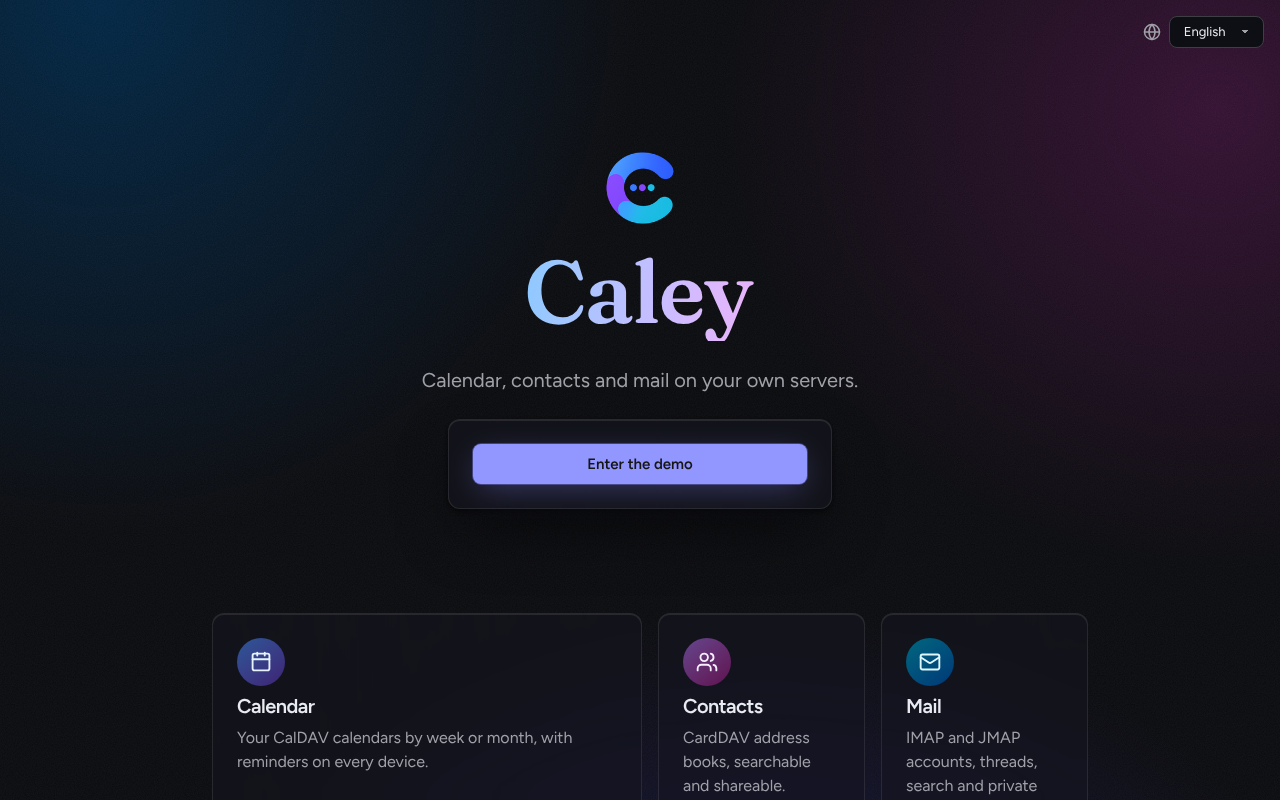 English
Caley
Calendar, contacts and mail on your own servers.
Enter the demo
Calendar
Your CalDAV calendars by week or month, with
reminders on every device.
Contacts
CardDAV address
books, searchable
and shareable.
Mail
IMAP and JMAP
accounts, threads,
search and private